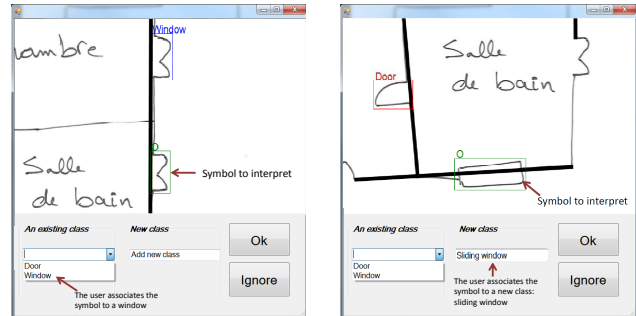 Window
ambre
O
Salle
de bain
Symbol to interpret
An existing class
New class
Add new class
Door
Window
Ok
Ignore
The user associates the
symbol to a window
Salle
de bain
Door
O
Symbol to interpret
An existing class
New class
Sliding window
Door
Window
Ok
Ignore
The user associates the
symbol to a new class:
sliding window